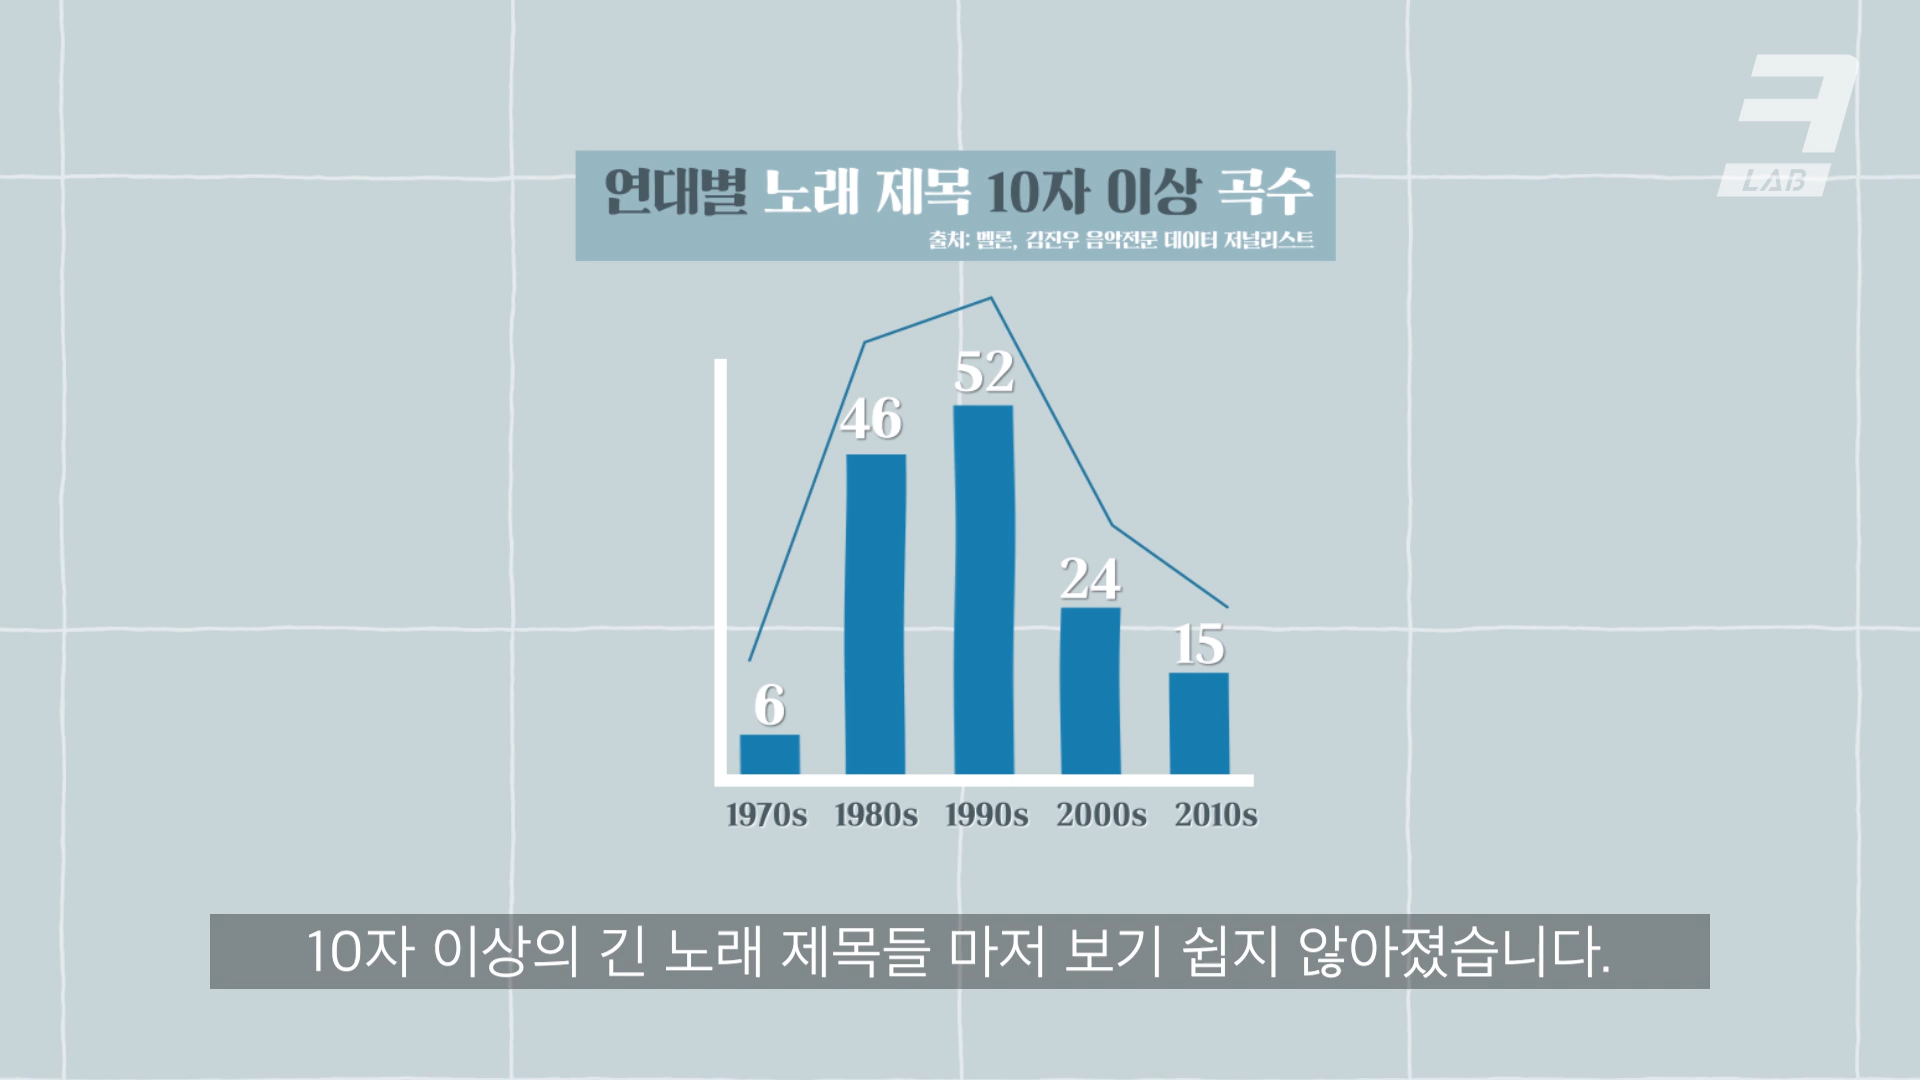 ㅋ
LAB
연대별 노래 제목 10자 이상 곡수
출처: 멜론, 김진우 음악전문 데이터 저널리스트
52
46
24
15
6
1970s 1980s 1990s 2000s 2010s
10자 이상의 긴 노래 제목들 마저 보기 쉽지 않아졌습니다.